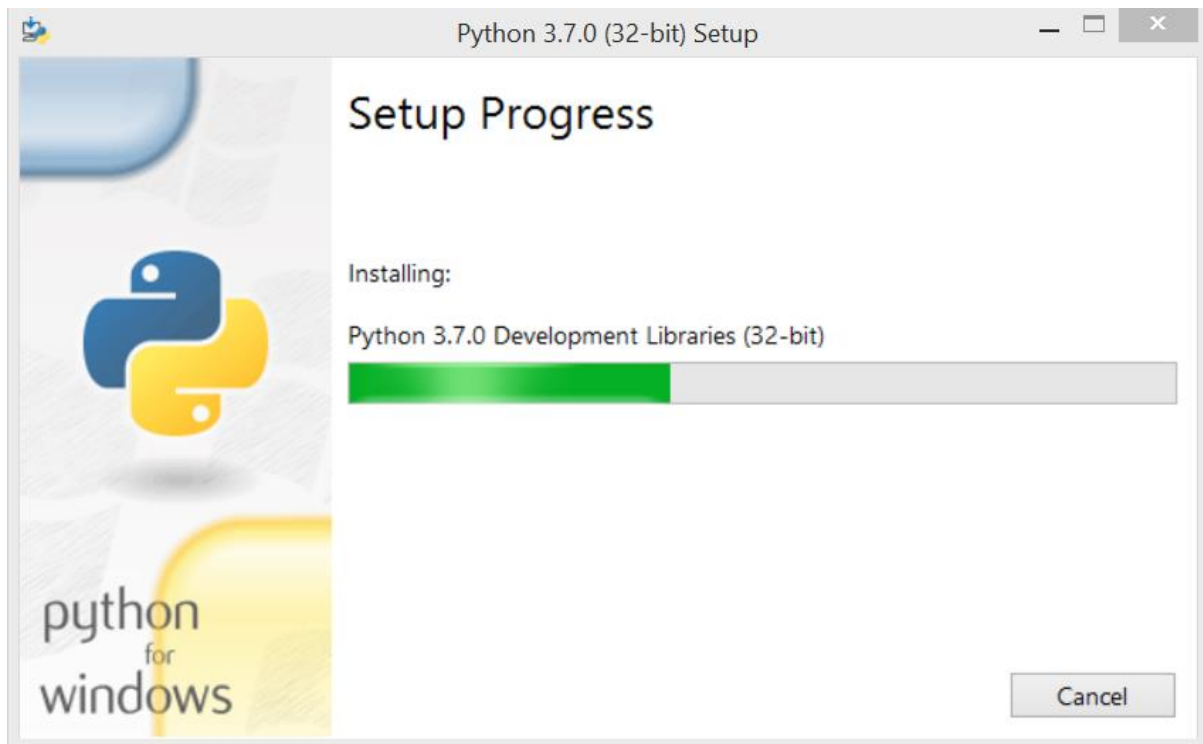 Python 3.7.0 (32-bit) Setup
Setup Progress
Installing:
Python 3.7.0 Development Libraries (32-bit)
python
for
windows
Cancel